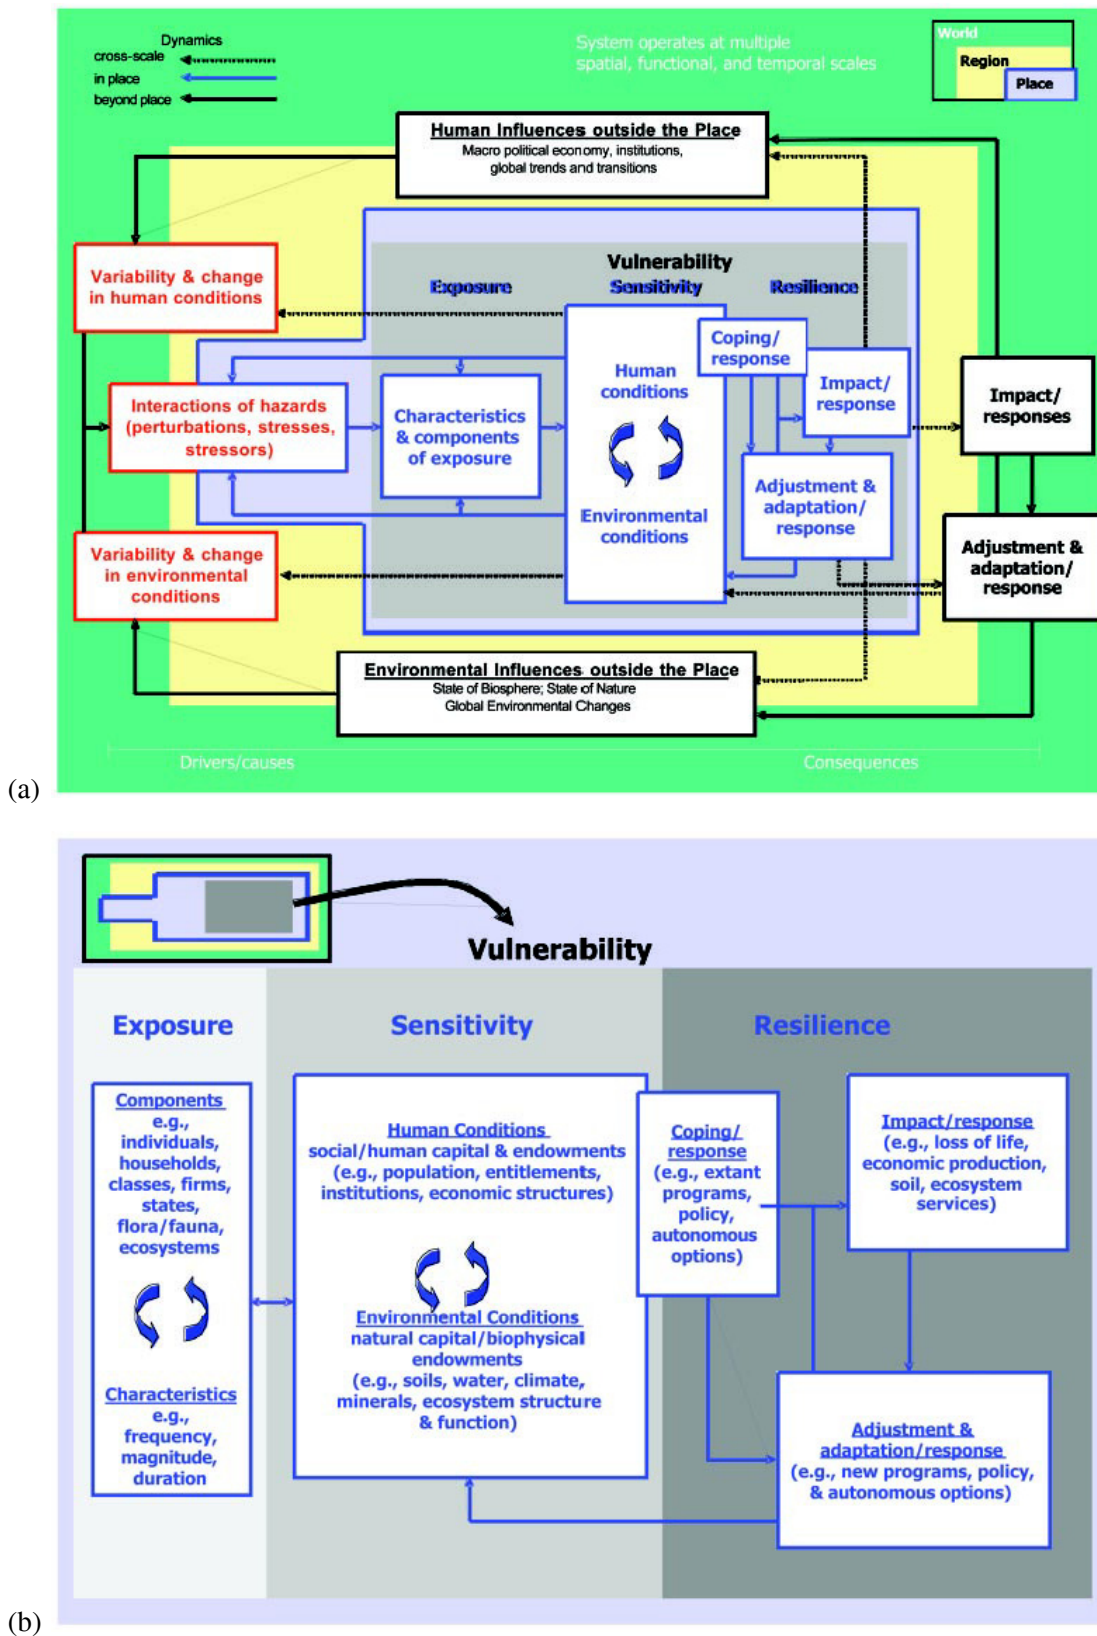 Dynamics
cross-scale
in place
beyond place
System operates at multiple
spatial, functional, and temporal scales
World
Region
Place
Human Influences outside the Place
Macro political economy, institutions,
global trends and transitions
Variability & change
in human conditions
Vulnerability
Exposure
Sensitivity
Resilience
Coping/
response
Human
conditions
Impact/
response
Impact/
responses
Interactions of hazards
(perturbations, stresses,
stressors)
Characteristics
& components
of exposure
Adjustment &
adaptation/
response
Environmental
conditions
Variability & change
in environmental
conditions
Adjustment &
adaptation/
response
Environmental Influences outside the Place
State of Biosphere; State of Nature
Global Environmental Changes
Drivers/causes
Consequences
(a)
Vulnerability
Exposure
Sensitivity
Resilience
Components
e.g.,
individuals,
households,
classes, firms,
states,
flora/fauna,
ecosystems
Characteristics
e.g.,
frequency,
magnitude,
duration
Human Conditions
social/human capital & endowments
(e.g., population, entitlements,
institutions, economic structures)
Environmental Conditions
natural capital/biophysical
endowments
(e.g., soils, water, climate,
minerals, ecosystem structure
& function)
Coping/
response
(e.g., extant
programs,
policy,
autonomous
options)
Impact/response
(e.g., loss of life,
economic production,
soil, ecosystem
services)
Adjustment &
adaptation/response
(e.g., new programs, policy,
& autonomous options)
(b)